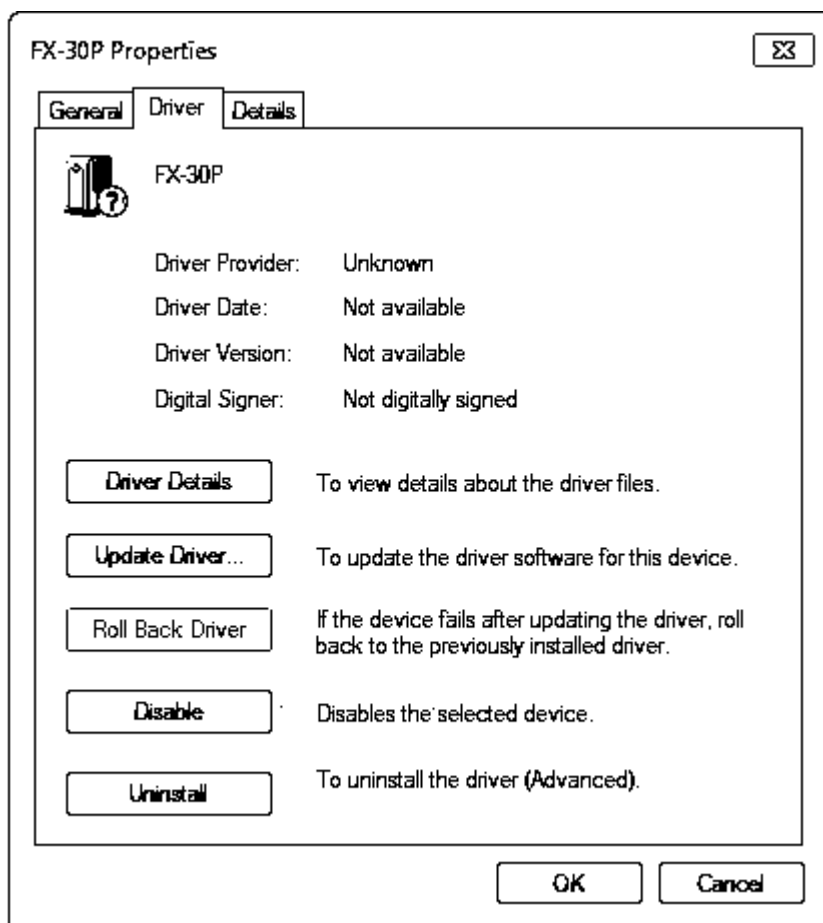 FX-30P Properties
General Driver Details
FX-30P
Driver Provider: Unknown
Driver Date: Not available
Driver Version: Not available
Digital Signer: Not digitally signed
Driver Details To view details about the driver files.
Update Driver... To update the driver software for this device.
Roll Back Driver If the device fails after updating the driver, roll
back to the previously installed driver.
Disable Disables the selected device.
Uninstall To uninstall the driver (Advanced).
OK Cancel